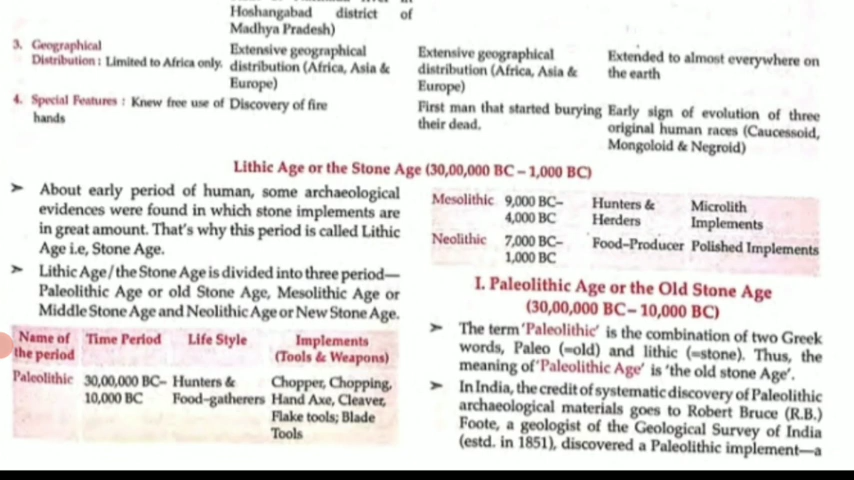 Hoshangabad district of
Madhya Pradesh)
3. Geographical
Distribution : Limited to Africa only.
Extensive geographical
distribution (Africa, Asia &
Europe)
Extensive geographical
distribution (Africa, Asia &
Europe)
Extended to almost everywhere on
the earth
4. Special Features : Knew free use of
hands
Discovery of fire
First man that started burying
their dead.
Early sign of evolution of three
original human races (Caucessoid,
Mongoloid & Negroid)
Lithic Age or the Stone Age (30,00,000 BC – 1,000 BC)
➤ About early period of human, some archaeological
evidences were found in which stone implements are
in great amount. That's why this period is called Lithic
Age i.e, Stone Age.
➤ Lithic Age/the Stone Age is divided into three period—
Paleolithic Age or old Stone Age, Mesolithic Age or
Middle Stone Age and Neolithic Age or New Stone Age.
Name of
the period
Time Period
Life Style
Implements
(Tools & Weapons)
Paleolithic
30,00,000 BC–
10,000 BC
Hunters &
Food-gatherers
Chopper, Chopping,
Hand Axe, Cleaver,
Flake tools; Blade
Tools
Mesolithic
9,000 BC–
4,000 BC
Hunters &
Herders
Microlith
Implements
Neolithic
7,000 BC–
1,000 BC
Food-Producer
Polished Implements
I. Paleolithic Age or the Old Stone Age
(30,00,000 BC – 10,000 BC)
➤ The term 'Paleolithic' is the combination of two Greek
words, Paleo (=old) and lithic (=stone). Thus, the
meaning of 'Paleolithic Age' is 'the old stone Age'.
➤ In India, the credit of systematic discovery of Paleolithic
archaeological materials goes to Robert Bruce (R.B.)
Foote, a geologist of the Geological Survey of India
(estd. in 1851), discovered a Paleolithic implement—a